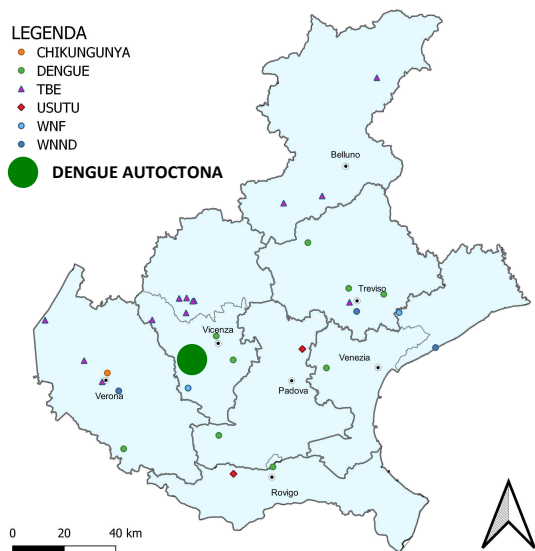 LEGENDA
CHIKUNGUNYA
DENGUE
TBE
USUTU
WNF
WNND
DENGUE AUTOCTONA
Belluno
Treviso
Vicenza
Venezia
Padova
Verona
Rovigo
0 20 40 km